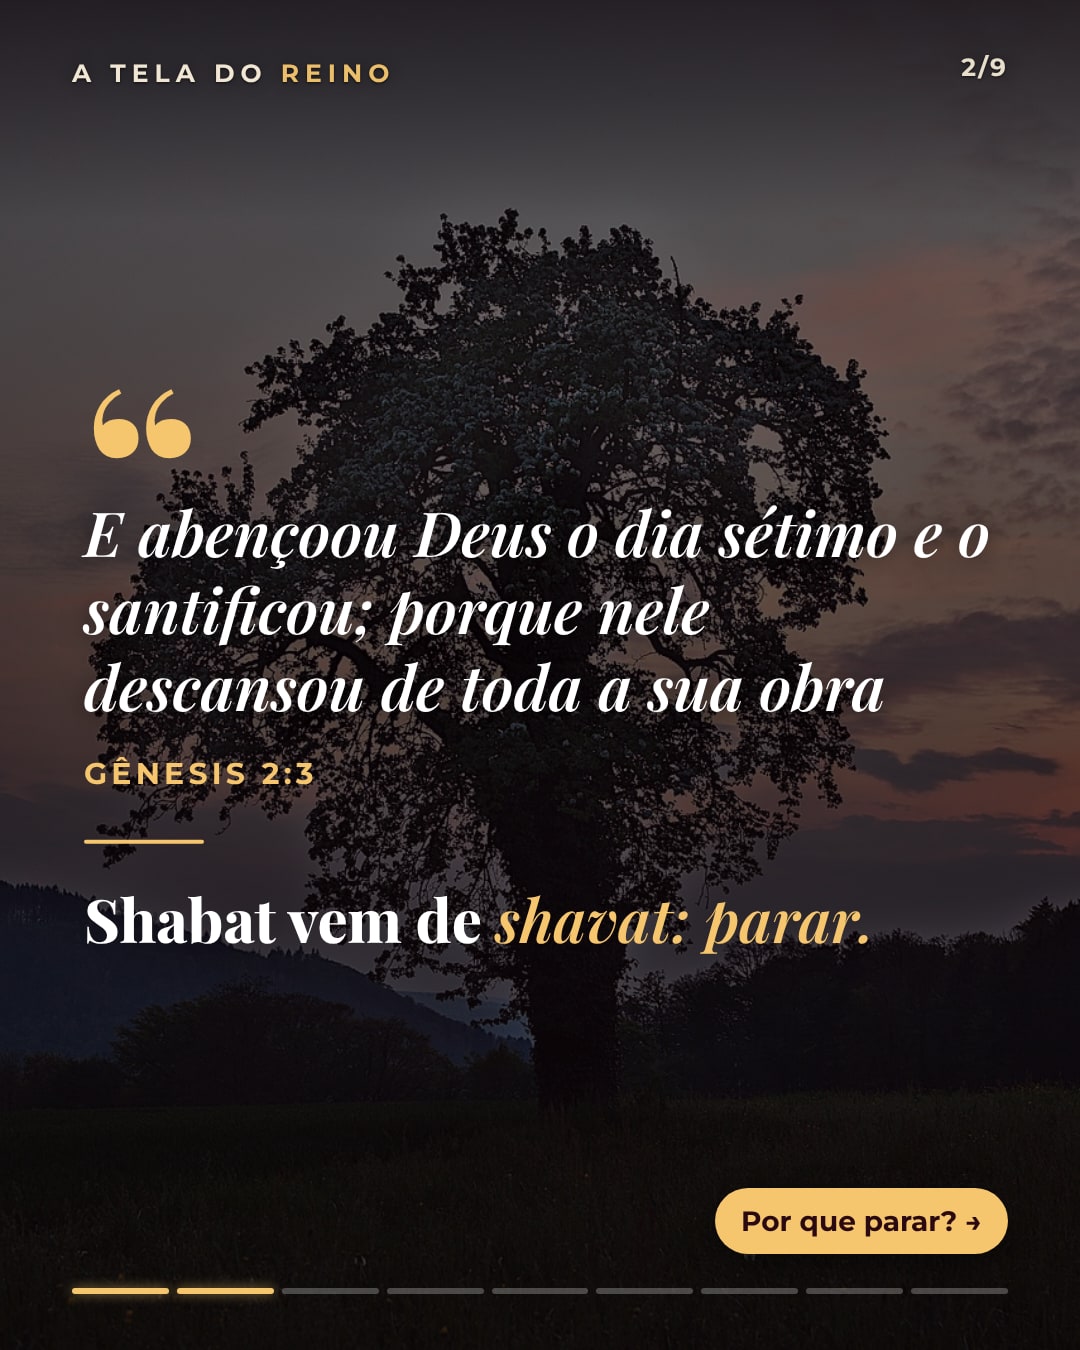 A TELA DO REINO
2/9
“
E abençoou Deus o dia sétimo e o
santificou; porque nele
descansou de toda a sua obra
GÊNESIS 2:3
Shabat vem de shavat: parar.
Por que parar? →